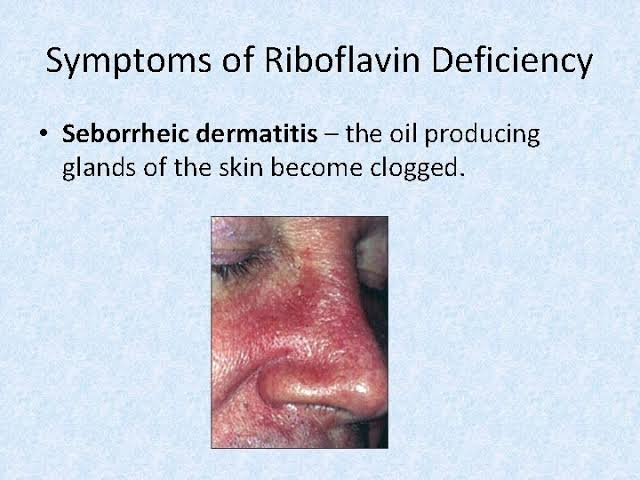 Symptoms of Riboflavin Deficiency
• Seborrheic dermatitis – the oil producing
glands of the skin become clogged.